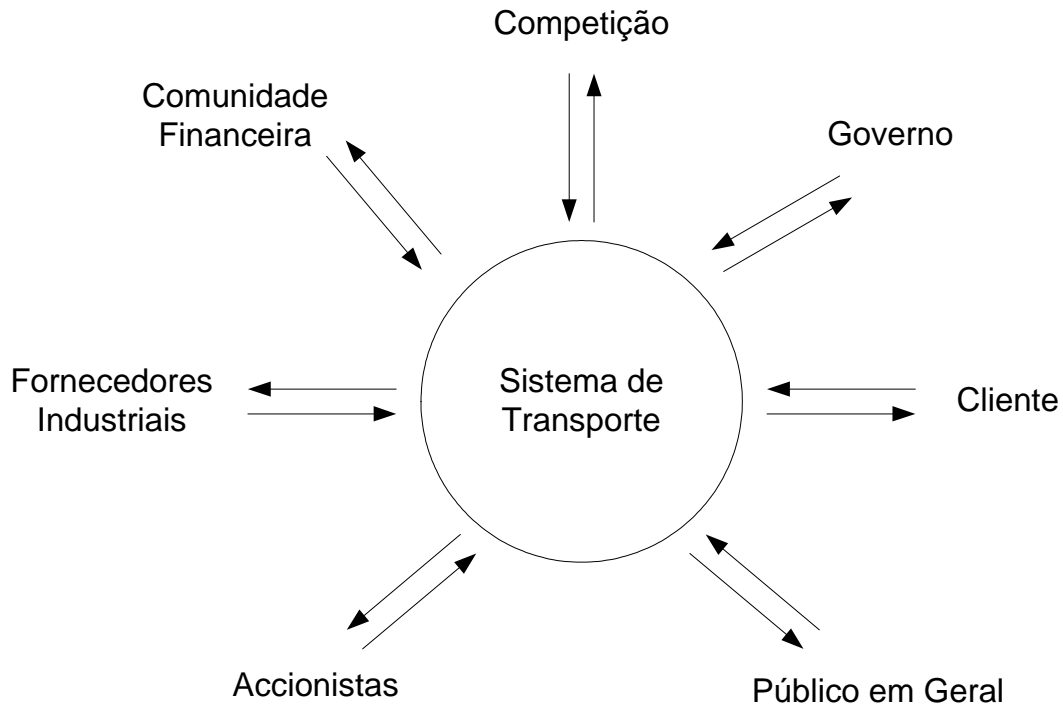 Competição
Comunidade
Financeira
Governo
Fornecedores
Industriais
Sistema de
Transporte
Cliente
Accionistas
Público em Geral